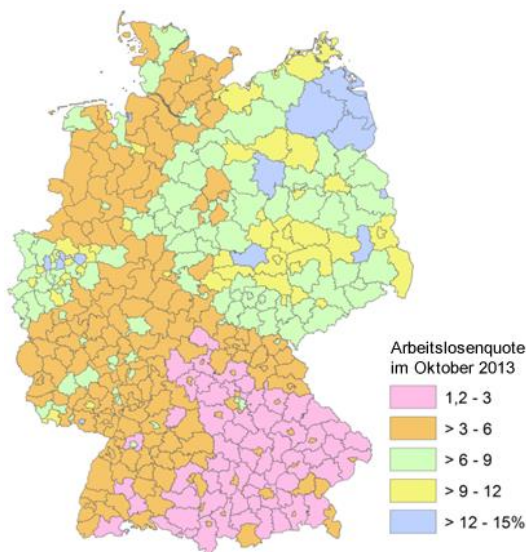 Arbeitslosenquote
im Oktober 2013
1,2 - 3
> 3 - 6
> 6 - 9
> 9 - 12
> 12 - 15%